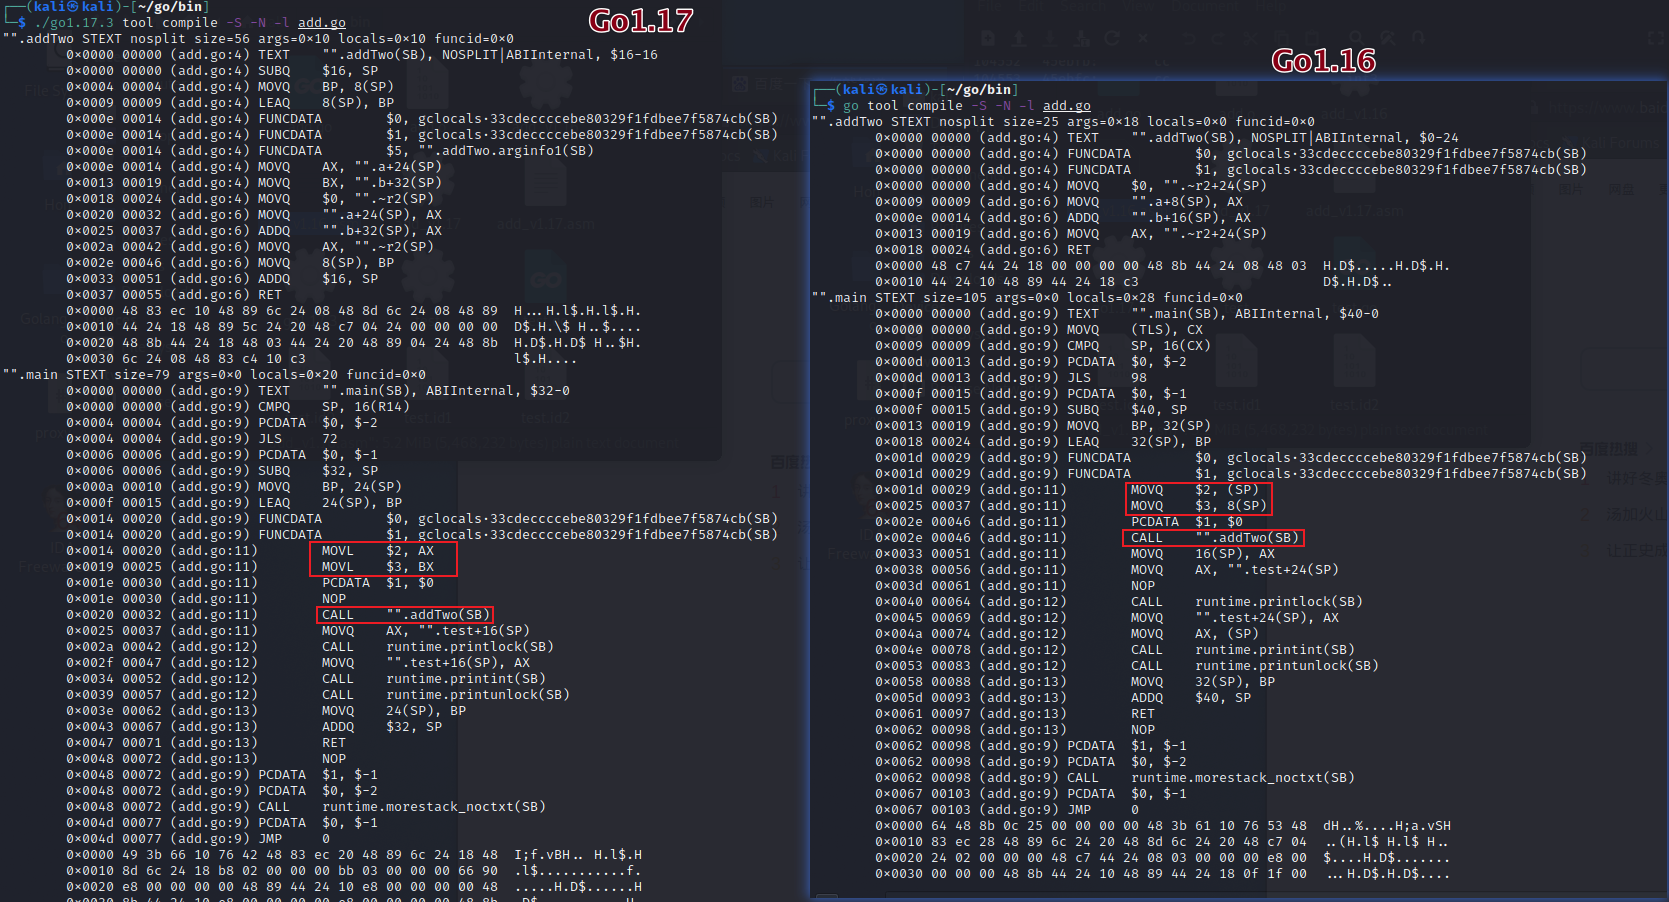 Go1.17
┌──(kali㉿kali)-[~/go/bin]
└─$ ./go1.17.3 tool compile -S -N -l add.go
"".addTwo STEXT nosplit size=56 args=0×10 locals=0×10 funcid=0×0
0×0000 00000 (add.go:4) TEXT "".addTwo(SB), NOSPLIT|ABIInternal, $16-16
0×0000 00000 (add.go:4) SUBQ $16, SP
0×0004 00004 (add.go:4) MOVQ BP, 8(SP)
0×0009 00009 (add.go:4) LEAQ 8(SP), BP
0×000e 00014 (add.go:4) FUNCDATA $0, gclocals·33cdeccccebe80329f1fdbee7f5874cb(SB)
0×000e 00014 (add.go:4) FUNCDATA $1, gclocals·33cdeccccebe80329f1fdbee7f5874cb(SB)
0×000e 00014 (add.go:4) FUNCDATA $5, "".addTwo.arginfo1(SB)
0×000e 00014 (add.go:4) MOVQ AX, "".a+24(SP)
0×0013 00019 (add.go:4) MOVQ BX, "".b+32(SP)
0×0018 00024 (add.go:4) MOVQ $0, "".~r2(SP)
0×0020 00032 (add.go:6) MOVQ "".a+24(SP), AX
0×0025 00037 (add.go:6) ADDQ "".b+32(SP), AX
0×002a 00042 (add.go:6) MOVQ AX, "".~r2(SP)
0×002e 00046 (add.go:6) MOVQ 8(SP), BP
0×0033 00051 (add.go:6) ADDQ $16, SP
0×0037 00055 (add.go:6) RET
0×0000 48 83 ec 10 48 89 6c 24 08 48 8d 6c 24 08 48 89 H...H.l$.H.l$.H.
0×0010 44 24 18 48 89 5c 24 20 48 c7 04 24 00 00 00 00 D$.H.\$ H..$....
0×0020 48 8b 44 24 18 48 03 44 24 20 48 89 04 24 48 8b H.D$.H.D$ H..$H.
0×0030 6c 24 08 48 83 c4 10 c3 l$.H....
"".main STEXT size=79 args=0×0 locals=0×20 funcid=0×0
0×0000 00000 (add.go:9) TEXT "".main(SB), ABIInternal, $32-0
0×0000 00000 (add.go:9) CMPQ SP, 16(R14)
0×0004 00004 (add.go:9) PCDATA $0, $-2
0×0004 00004 (add.go:9) JLS 72
0×0006 00006 (add.go:9) PCDATA $0, $-1
0×0006 00006 (add.go:9) SUBQ $32, SP
0×000a 00010 (add.go:9) MOVQ BP, 24(SP)
0×000f 00015 (add.go:9) LEAQ 24(SP), BP
0×0014 00020 (add.go:9) FUNCDATA $0, gclocals·33cdeccccebe80329f1fdbee7f5874cb(SB)
0×0014 00020 (add.go:9) FUNCDATA $1, gclocals·33cdeccccebe80329f1fdbee7f5874cb(SB)
0×0014 00020 (add.go:11) MOVL $2, AX
0×0019 00025 (add.go:11) MOVL $3, BX
0×001e 00030 (add.go:11) PCDATA $1, $0
0×001e 00030 (add.go:11) NOP
0×0020 00032 (add.go:11) CALL "".addTwo(SB)
0×0025 00037 (add.go:11) MOVQ AX, "".test+16(SP)
0×002a 00042 (add.go:12) CALL runtime.printlock(SB)
0×002f 00047 (add.go:12) MOVQ "".test+16(SP), AX
0×0034 00052 (add.go:12) CALL runtime.printint(SB)
0×0039 00057 (add.go:12) CALL runtime.printunlock(SB)
0×003e 00062 (add.go:13) MOVQ 24(SP), BP
0×0043 00067 (add.go:13) ADDQ $32, SP
0×0047 00071 (add.go:13) RET
0×0048 00072 (add.go:13) NOP
0×0048 00072 (add.go:9) PCDATA $1, $-1
0×0048 00072 (add.go:9) PCDATA $0, $-2
0×0048 00072 (add.go:9) CALL runtime.morestack_noctxt(SB)
0×004d 00077 (add.go:9) PCDATA $0, $-1
0×004d 00077 (add.go:9) JMP 0
0×0000 49 3b 66 10 76 42 48 83 ec 20 48 89 6c 24 18 48 I;f.vBH.. H.l$.H
0×0010 8d 6c 24 18 b8 02 00 00 00 bb 03 00 00 00 66 90 .l$...........f.
0×0020 e8 00 00 00 00 48 89 44 24 10 e8 00 00 00 00 48 .....H.D$......H
Go1.16
┌──(kali㉿kali)-[~/go/bin]
└─$ go tool compile -S -N -l add.go
"".addTwo STEXT nosplit size=25 args=0×18 locals=0×0 funcid=0×0
0×0000 00000 (add.go:4) TEXT "".addTwo(SB), NOSPLIT|ABIInternal, $0-24
0×0000 00000 (add.go:4) FUNCDATA $0, gclocals·33cdeccccebe80329f1fdbee7f5874cb(SB)
0×0000 00000 (add.go:4) FUNCDATA $1, gclocals·33cdeccccebe80329f1fdbee7f5874cb(SB)
0×0000 00000 (add.go:4) MOVQ $0, "".~r2+24(SP)
0×0009 00009 (add.go:6) MOVQ "".a+8(SP), AX
0×000e 00014 (add.go:6) ADDQ "".b+16(SP), AX
0×0013 00019 (add.go:6) MOVQ AX, "".~r2+24(SP)
0×0018 00024 (add.go:6) RET
0×0000 48 c7 44 24 18 00 00 00 00 48 8b 44 24 08 48 03 H.D$.....H.D$.H.
0×0010 44 24 10 48 89 44 24 18 c3 D$.H.D$..
"".main STEXT size=105 args=0×0 locals=0×28 funcid=0×0
0×0000 00000 (add.go:9) TEXT "".main(SB), ABIInternal, $40-0
0×0000 00000 (add.go:9) MOVQ (TLS), CX
0×0009 00009 (add.go:9) CMPQ SP, 16(CX)
0×000d 00013 (add.go:9) PCDATA $0, $-2
0×000d 00013 (add.go:9) JLS 98
0×000f 00015 (add.go:9) PCDATA $0, $-1
0×000f 00015 (add.go:9) SUBQ $40, SP
0×0013 00019 (add.go:9) MOVQ BP, 32(SP)
0×0018 00024 (add.go:9) LEAQ 32(SP), BP
0×001d 00029 (add.go:9) FUNCDATA $0, gclocals·33cdeccccebe80329f1fdbee7f5874cb(SB)
0×001d 00029 (add.go:9) FUNCDATA $1, gclocals·33cdeccccebe80329f1fdbee7f5874cb(SB)
0×001d 00029 (add.go:11) MOVQ $2, (SP)
0×0025 00037 (add.go:11) MOVQ $3, 8(SP)
0×002e 00046 (add.go:11) PCDATA $1, $0
0×002e 00046 (add.go:11) CALL "".addTwo(SB)
0×0033 00051 (add.go:11) MOVQ 16(SP), AX
0×0038 00056 (add.go:11) MOVQ AX, "".test+24(SP)
0×003d 00061 (add.go:11) NOP
0×0040 00064 (add.go:12) CALL runtime.printlock(SB)
0×0045 00069 (add.go:12) MOVQ "".test+24(SP), AX
0×004a 00074 (add.go:12) MOVQ AX, (SP)
0×004e 00078 (add.go:12) CALL runtime.printint(SB)
0×0053 00083 (add.go:12) CALL runtime.printunlock(SB)
0×0058 00088 (add.go:13) MOVQ 32(SP), BP
0×005d 00093 (add.go:13) ADDQ $40, SP
0×0061 00097 (add.go:13) RET
0×0062 00098 (add.go:13) NOP
0×0062 00098 (add.go:9) PCDATA $1, $-1
0×0062 00098 (add.go:9) PCDATA $0, $-2
0×0062 00098 (add.go:9) CALL runtime.morestack_noctxt(SB)
0×0067 00103 (add.go:9) PCDATA $0, $-1
0×0067 00103 (add.go:9) JMP 0
0×0000 64 48 8b 0c 25 00 00 00 00 48 3b 61 10 76 53 48 dH..%....H;a.vSH
0×0010 83 ec 28 48 89 6c 24 20 48 8d 6c 24 20 48 c7 04 ..(H.l$ H.l$ H..
0×0020 24 02 00 00 00 48 c7 44 24 08 03 00 00 00 e8 00 $....H.D$.......
0×0030 00 00 00 48 8b 44 24 10 48 89 44 24 18 0f 1f 00 ...H.D$.H.D$....